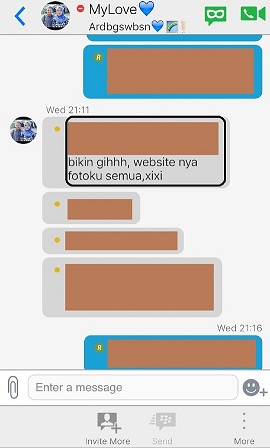 MyLove💙
Ardbgswbsn💙
R
Wed 21:11
bikin gihhh, website nya
fotoku semua,xixi
Wed 21:16
R
Enter a message
Invite More
Send
More